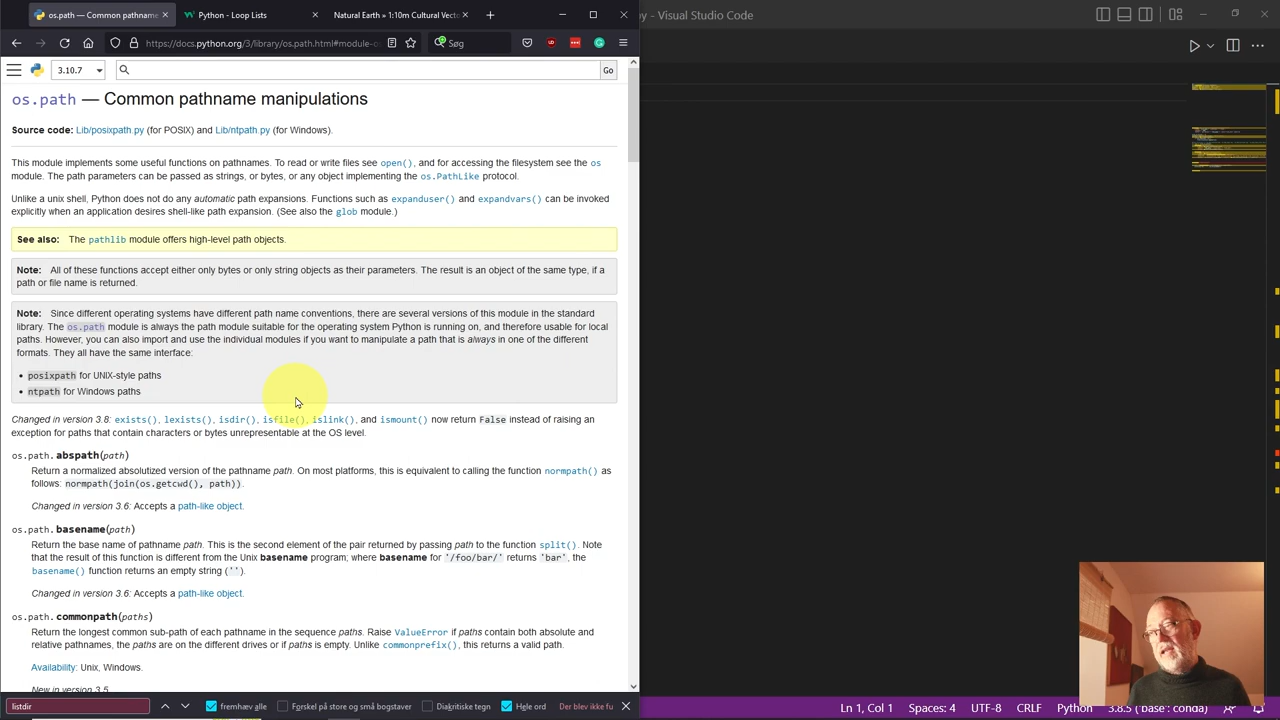 os.path — Common pathname
Python - Loop Lists
Natural Earth » 1:10m Cultural Vecto
y - Visual Studio Code
https://docs.python.org/3/library/os.path.html#module-o
Søg
3.10.7
Go
os.path — Common pathname manipulations
Source code: Lib/posixpath.py (for POSIX) and Lib/ntpath.py (for Windows).
This module implements some useful functions on pathnames. To read or write files see open(), and for accessing the filesystem see the os
module. The path parameters can be passed as strings, or bytes, or any object implementing the os.PathLike protocol.
Unlike a unix shell, Python does not do any automatic path expansions. Functions such as expanduser() and expandvars() can be invoked
explicitly when an application desires shell-like path expansion. (See also the glob module.)
See also: The pathlib module offers high-level path objects.
Note: All of these functions accept either only bytes or only string objects as their parameters. The result is an object of the same type, if a
path or file name is returned.
Note: Since different operating systems have different path name conventions, there are several versions of this module in the standard
library. The os.path module is always the path module suitable for the operating system Python is running on, and therefore usable for local
paths. However, you can also import and use the individual modules if you want to manipulate a path that is always in one of the different
formats. They all have the same interface:
• posixpath for UNIX-style paths
• ntpath for Windows paths
Changed in version 3.8: exists(), lexists(), isdir(), isfile(), islink(), and ismount() now return False instead of raising an
exception for paths that contain characters or bytes unrepresentable at the OS level.
os.path.abspath(path)
Return a normalized absolutized version of the pathname path. On most platforms, this is equivalent to calling the function normpath() as
follows: normpath(join(os.getcwd(), path)).
Changed in version 3.6: Accepts a path-like object.
os.path.basename(path)
Return the base name of pathname path. This is the second element of the pair returned by passing path to the function split(). Note
that the result of this function is different from the Unix basename program; where basename for '/foo/bar/' returns 'bar', the
basename() function returns an empty string ('').
Changed in version 3.6: Accepts a path-like object.
os.path.commonpath(paths)
Return the longest common sub-path of each pathname in the sequence paths. Raise ValueError if paths contain both absolute and
relative pathnames, the paths are on the different drives or if paths is empty. Unlike commonprefix(), this returns a valid path.
Availability: Unix, Windows.
New in version 3.5.
listdir
fremhæv alle
Forskel på store og små bogstaver
Diakritiske tegn
Hele ord
Der blev ikke fu
Ln 1, Col 1
Spaces: 4
UTF-8
CRLF
Python
3.8.5 ('base': conda)